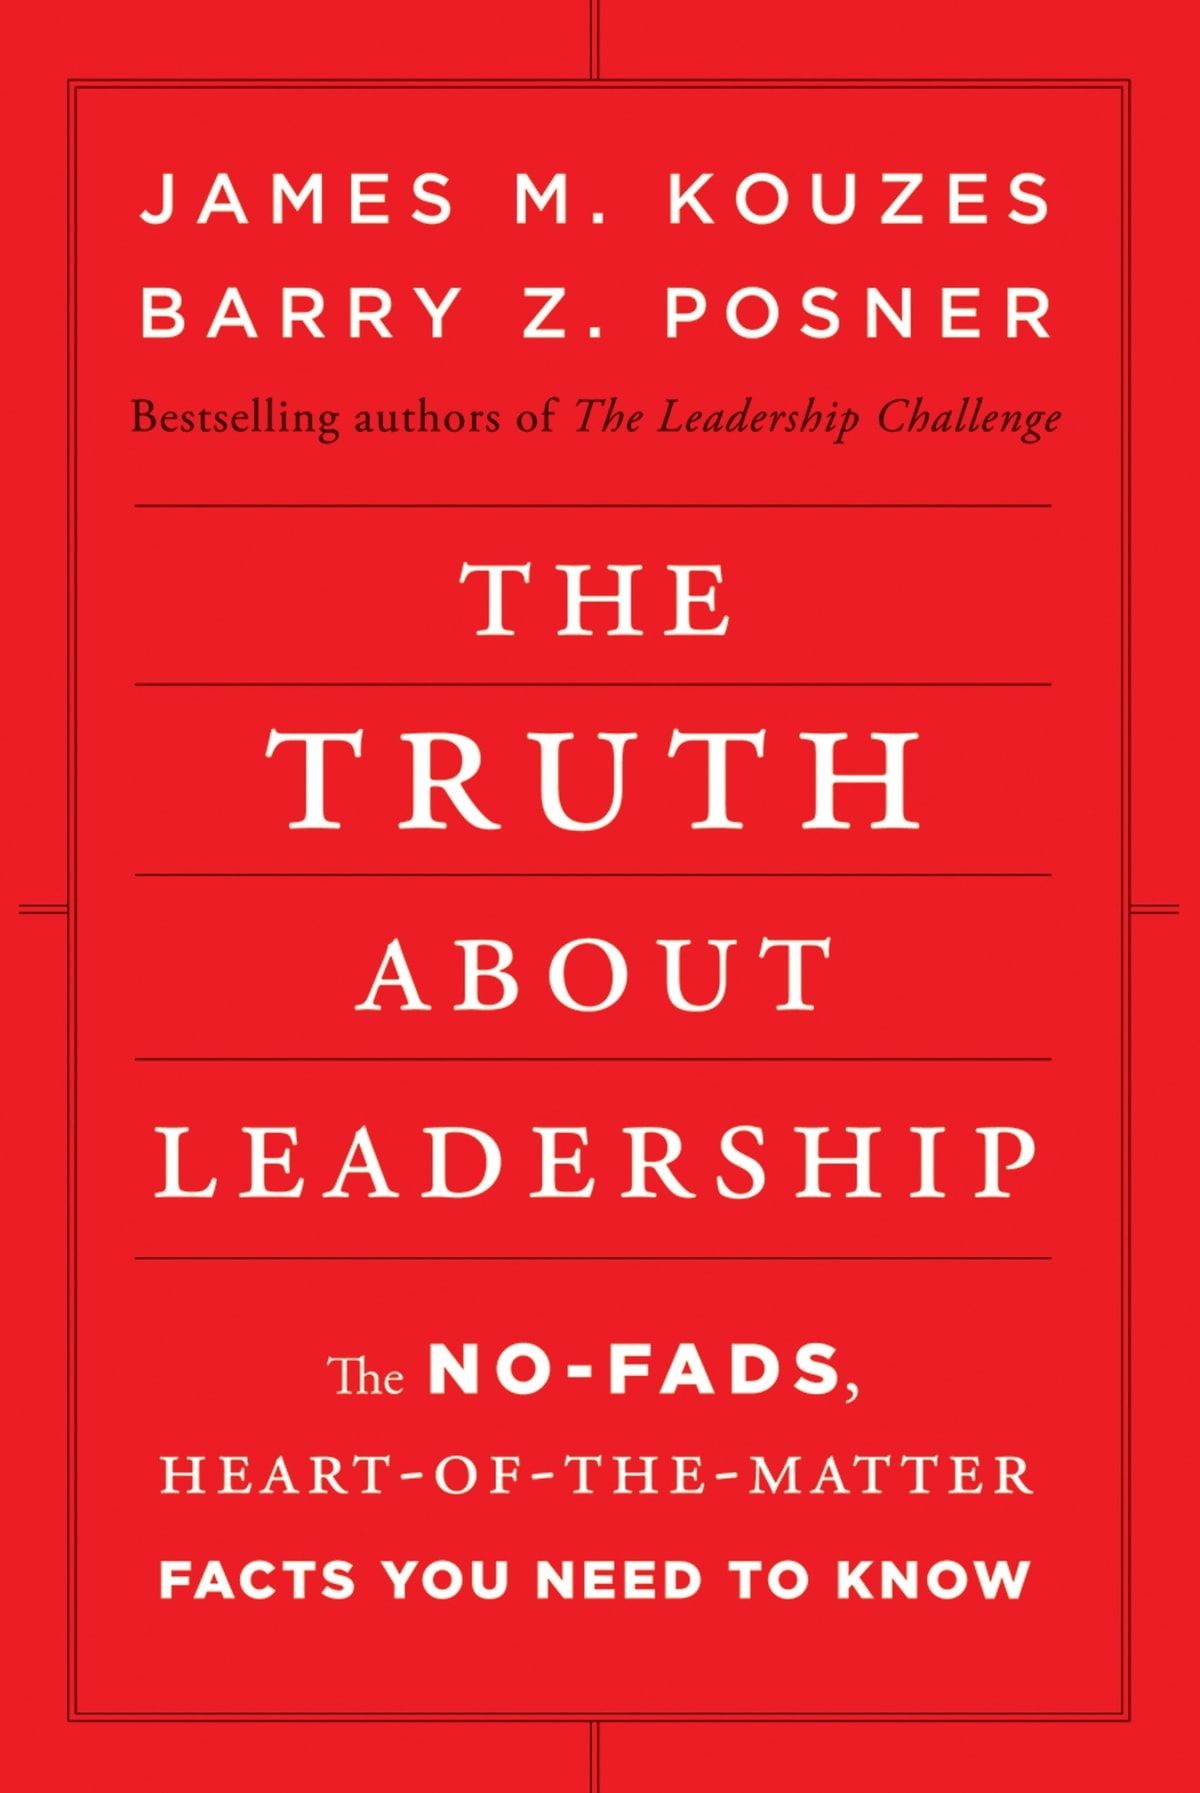 JAMES M. KOUZES
BARRY Z. POSNER
Bestselling authors of The Leadership Challenge
THE
TRUTH
ABOUT
LEADERSHIP
The NO-FADS,
HEART-OF-THE-MATTER
FACTS YOU NEED TO KNOW